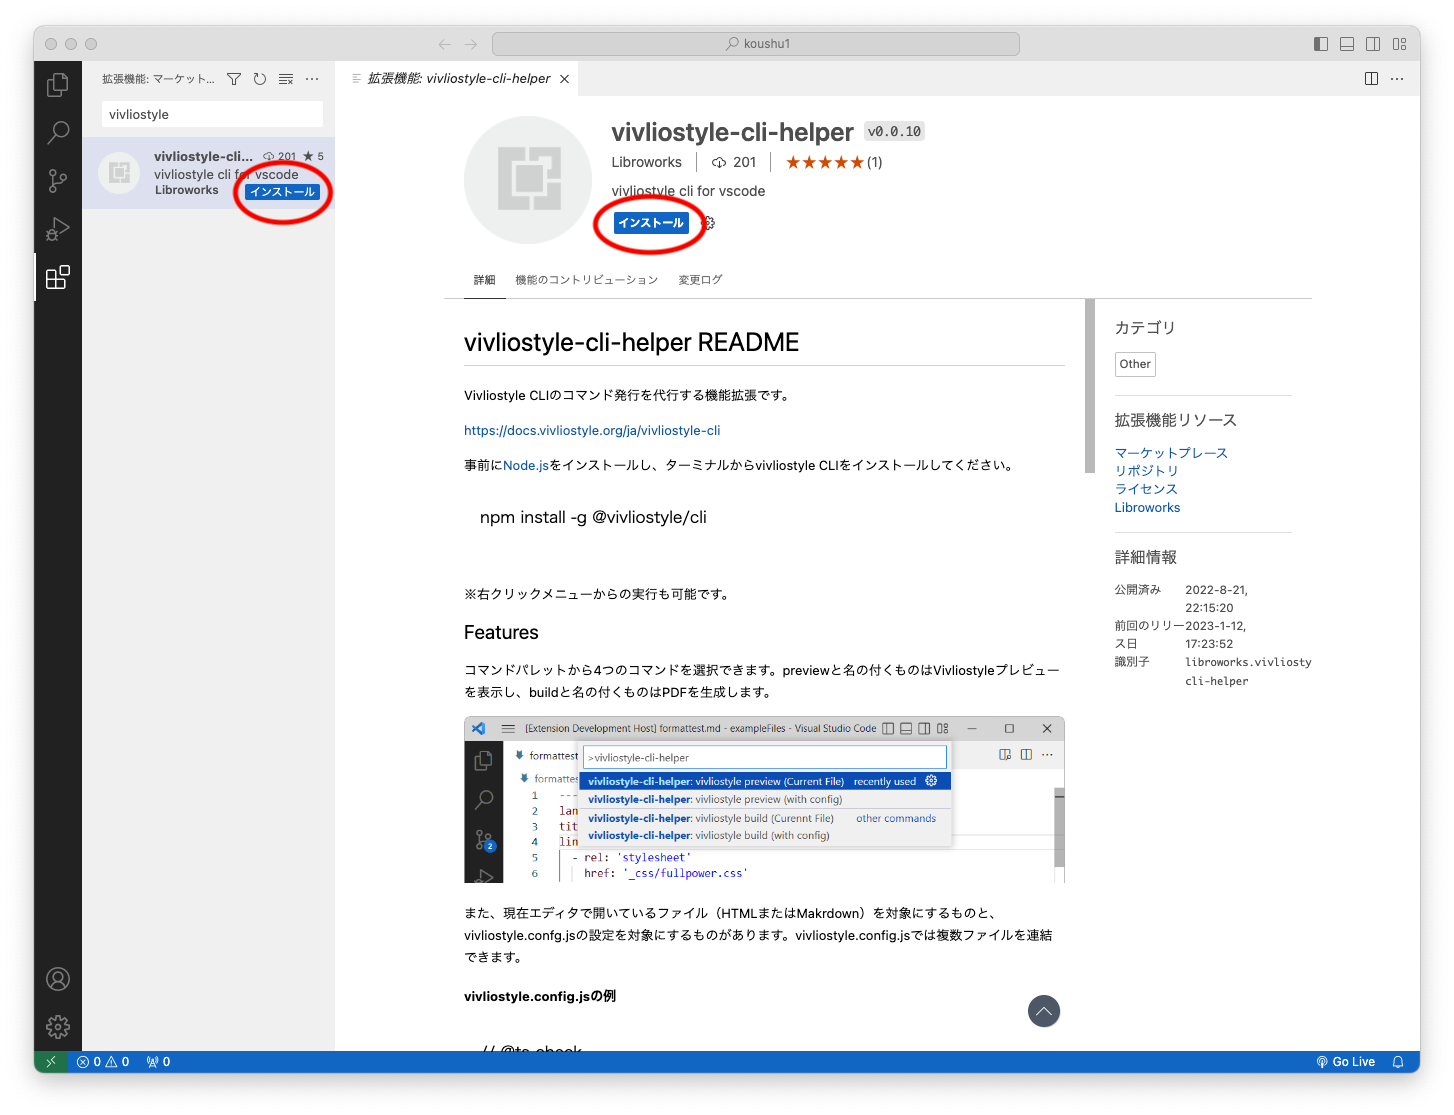 koushu1
拡張機能: マーケット...
vivliostyle
vivliostyle-cli... 201 ★ 5
vivliostyle cli for vscode
Libroworks インストール
拡張機能: vivliostyle-cli-helper
vivliostyle-cli-helper v0.0.10
Libroworks 201 ★★★★★(1)
vivliostyle cli for vscode
インストール
詳細 機能のコントリビューション 変更ログ
vivliostyle-cli-helper README
Vivliostyle CLIのコマンド発行を代行する機能拡張です。
https://docs.vivliostyle.org/ja/vivliostyle-cli
事前にNode.jsをインストールし、ターミナルからvivliostyle CLIをインストールしてください。
npm install -g @vivliostyle/cli
※右クリックメニューからの実行も可能です。
Features
コマンドパレットから4つのコマンドを選択できます。previewと名の付くものはVivliostyleプレビュー
を表示し、buildと名の付くものはPDFを生成します。
[Extension Development Host] formattest.md - exampleFiles - Visual Studio Code
formattest
>vivliostyle-cli-helper
formattes
vivliostyle-cli-helper: vivliostyle preview (Current File) recently used
vivliostyle-cli-helper: vivliostyle preview (with config)
vivliostyle-cli-helper: vivliostyle build (Curennt File) other commands
vivliostyle-cli-helper: vivliostyle build (with config)
1 ---
2 lan
3 tit
4 lin
5 - rel: 'stylesheet'
6 href: '_css/fullpower.css'
2
また、現在エディタで開いているファイル（HTMLまたはMakrdown）を対象にするものと、
vivliostyle.confg.jsの設定を対象にするものがあります。vivliostyle.config.jsでは複数ファイルを連結
できます。
vivliostyle.config.jsの例
// @ts-check
カテゴリ
Other
拡張機能リソース
マーケットプレース
リポジトリ
ライセンス
Libroworks
詳細情報
公開済み 2022-8-21,
22:15:20
前回のリリー 2023-1-12,
ス日 17:23:52
識別子 libroworks.vivliosty
cli-helper
0 0 0
Go Live